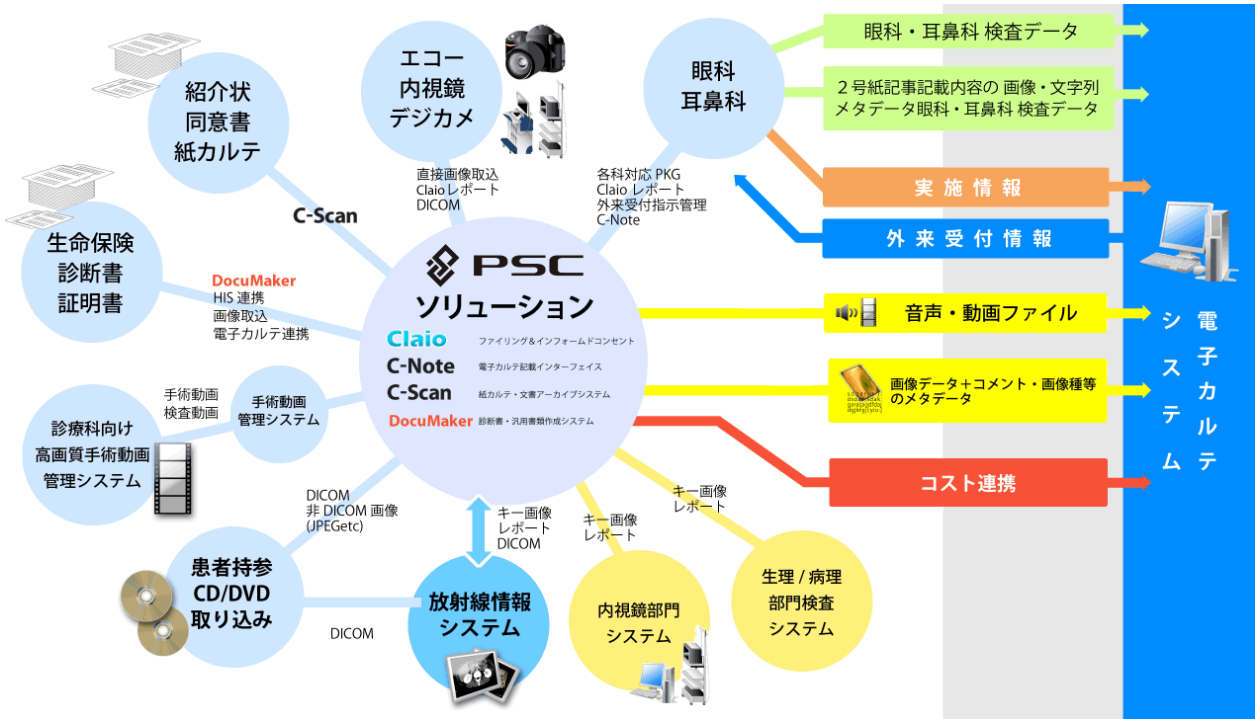 紹介状
同意書
紙カルテ
エコー
内視鏡
デジカメ
眼科
耳鼻科
眼科・耳鼻科 検査データ
２号紙記事記載内容の 画像・文字列
メタデータ眼科・耳鼻科 検査データ
実施情報
外来受付情報
直接画像取込
Claioレポート
DICOM
各科対応 PKG
Claio レポート
外来受付指示管理
C-Note
C-Scan
生命保険
診断書
証明書
DocuMaker
HIS 連携
画像取込
電子カルテ連携
PSC
ソリューション
Claio ファイリング＆インフォームドコンセント
C-Note 電子カルテ記載インターフェイス
C-Scan 紙カルテ・文書アーカイブシステム
DocuMaker 診断書・汎用書類作成システム
音声・動画ファイル
画像データ＋コメント・画像種等
のメタデータ
コスト連携
電子カルテ
システム
手術動画
検査動画
手術動画
管理システム
診療科向け
高画質手術動画
管理システム
DICOM
非 DICOM 画像
(JPEGetc)
キー画像
レポート
DICOM
キー画像
レポート
キー画像
レポート
患者持参
CD/DVD
取り込み
DICOM
放射線情報
システム
内視鏡部門
システム
生理 / 病理
部門検査
システム